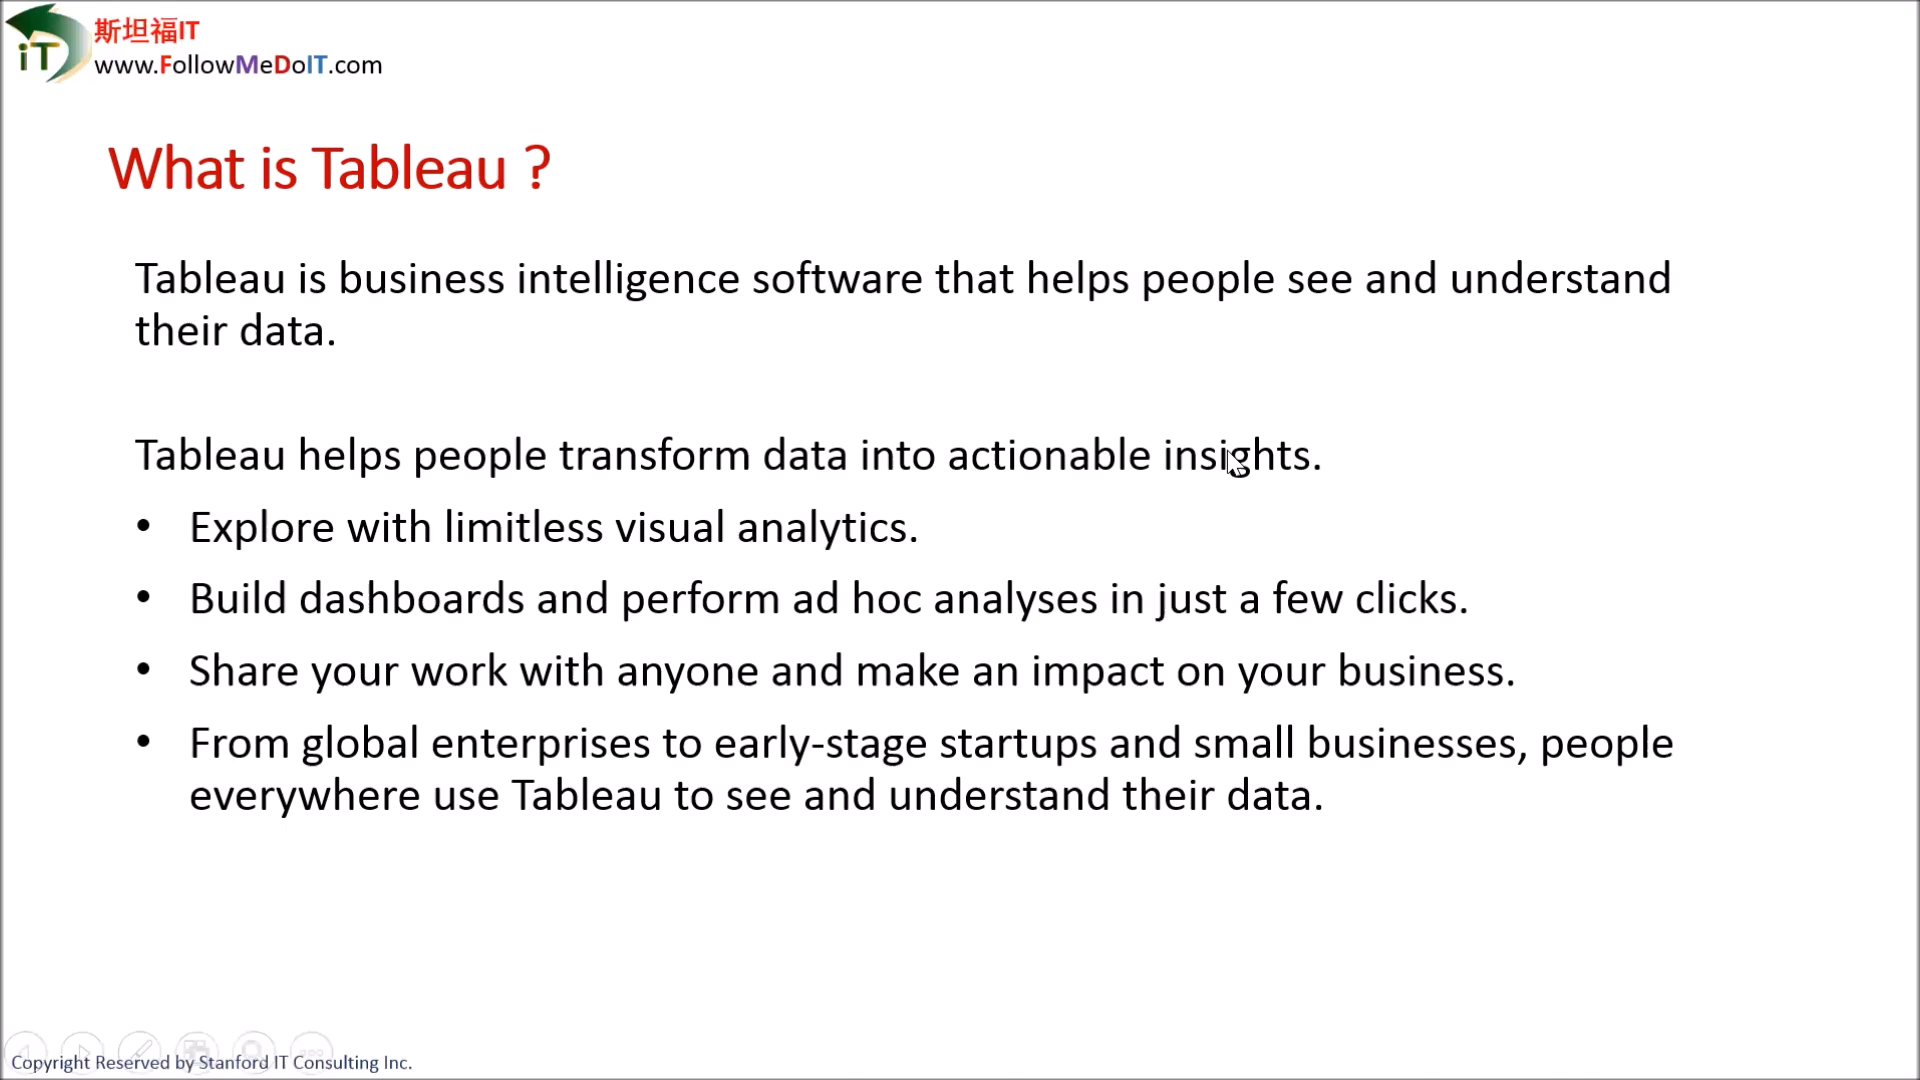 斯坦福IT
iT
www.FollowMeDoIT.com
What is Tableau ?
Tableau is business intelligence software that helps people see and understand
their data.
Tableau helps people transform data into actionable insights.
• Explore with limitless visual analytics.
• Build dashboards and perform ad hoc analyses in just a few clicks.
• Share your work with anyone and make an impact on your business.
• From global enterprises to early-stage startups and small businesses, people
everywhere use Tableau to see and understand their data.
Copyright Reserved by Stanford IT Consulting Inc.